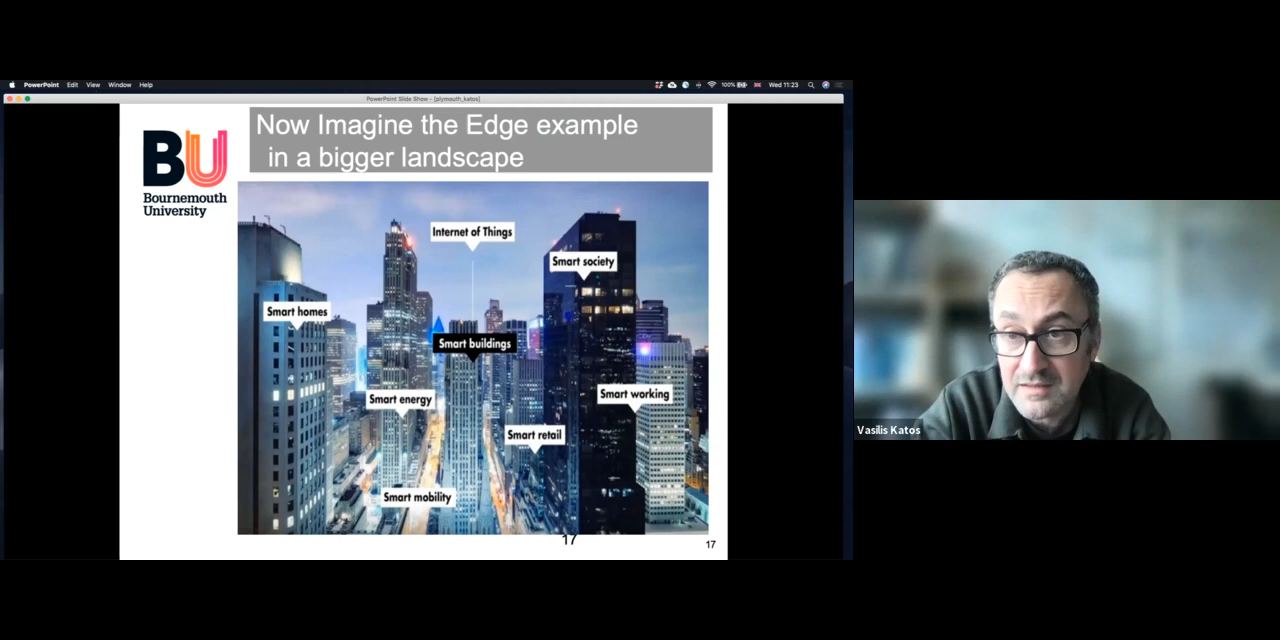 PowerPoint Edit View Window Help
100% Wed 11:23
PowerPoint Slide Show - [plymouth_katos]
BU
Bournemouth
University
Now Imagine the Edge example
in a bigger landscape
Internet of Things
Smart society
Smart homes
Smart buildings
Smart energy
Smart working
Smart retail
Smart mobility
17
17
Vasilis Katos